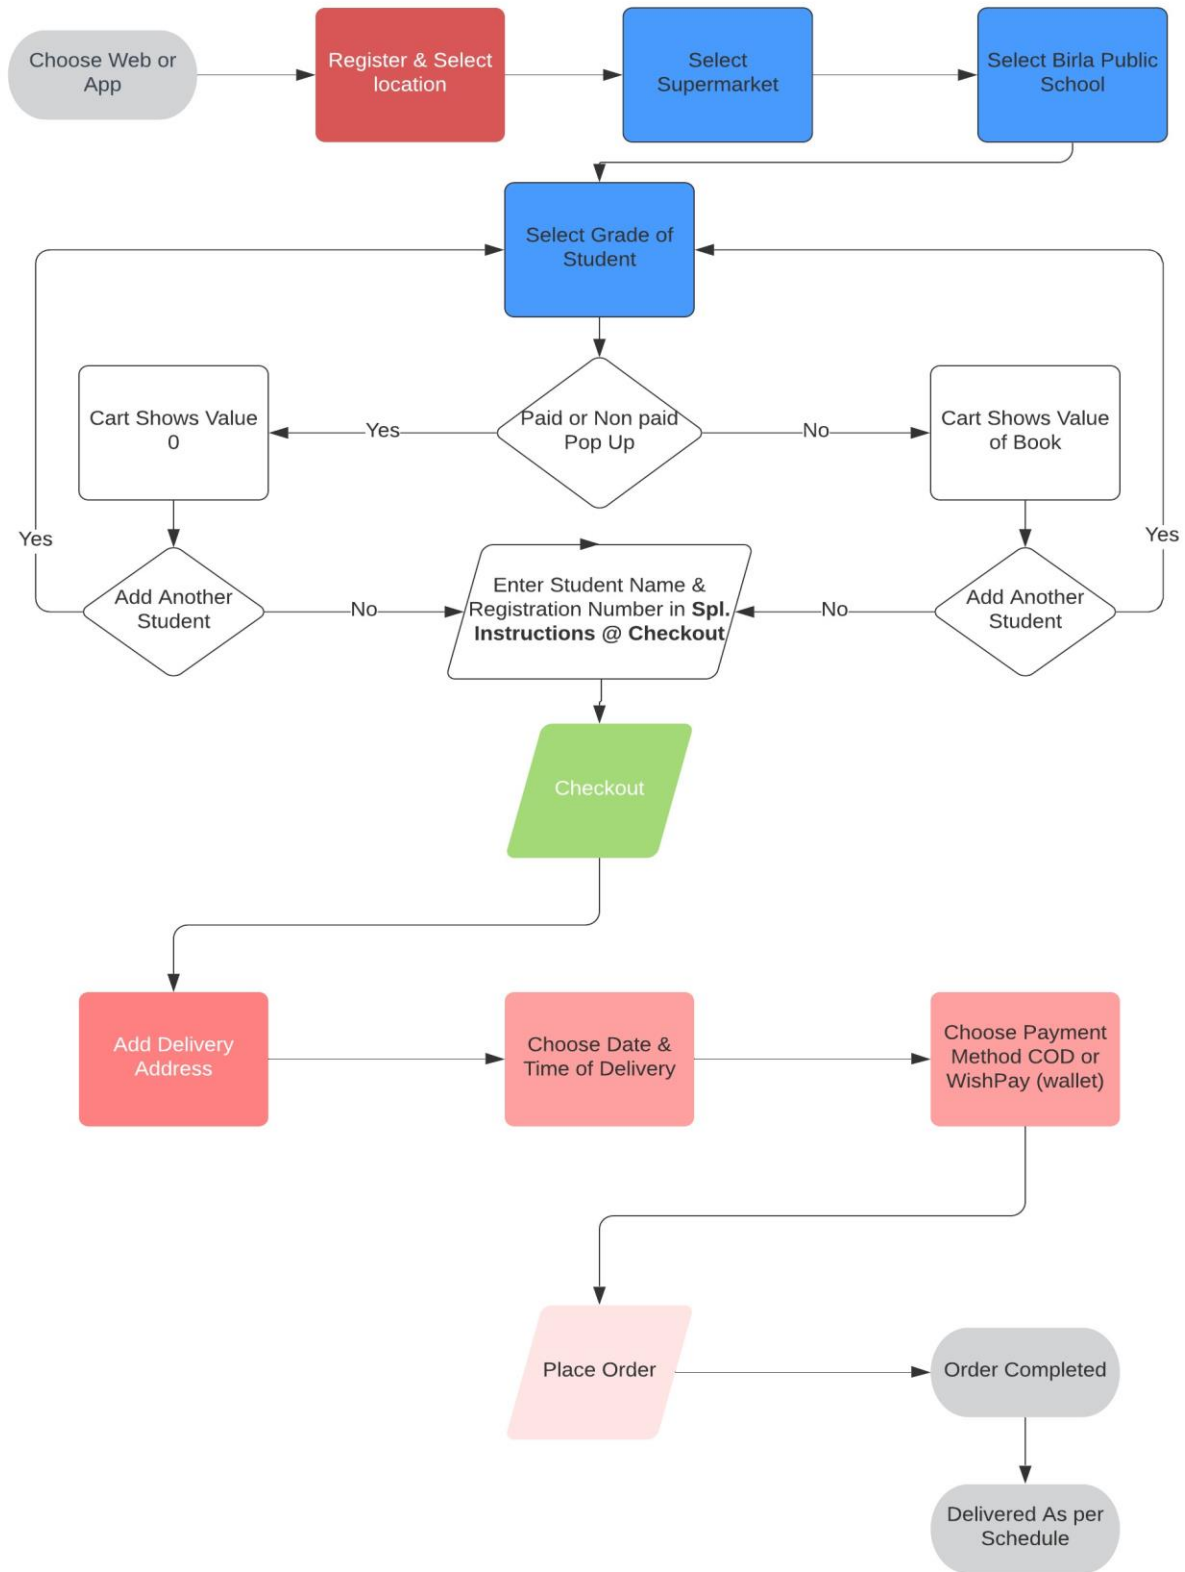 Choose Web or
App
Register & Select
location
Select
Supermarket
Select Birla Public
School
Select Grade of
Student
Paid or Non paid
Pop Up
Yes
No
Cart Shows Value
0
Cart Shows Value
of Book
Yes
Yes
Add Another
Student
No
Enter Student Name &
Registration Number in Spl.
Instructions @ Checkout
No
Add Another
Student
Checkout
Add Delivery
Address
Choose Date &
Time of Delivery
Choose Payment
Method COD or
WishPay (wallet)
Place Order
Order Completed
Delivered As per
Schedule